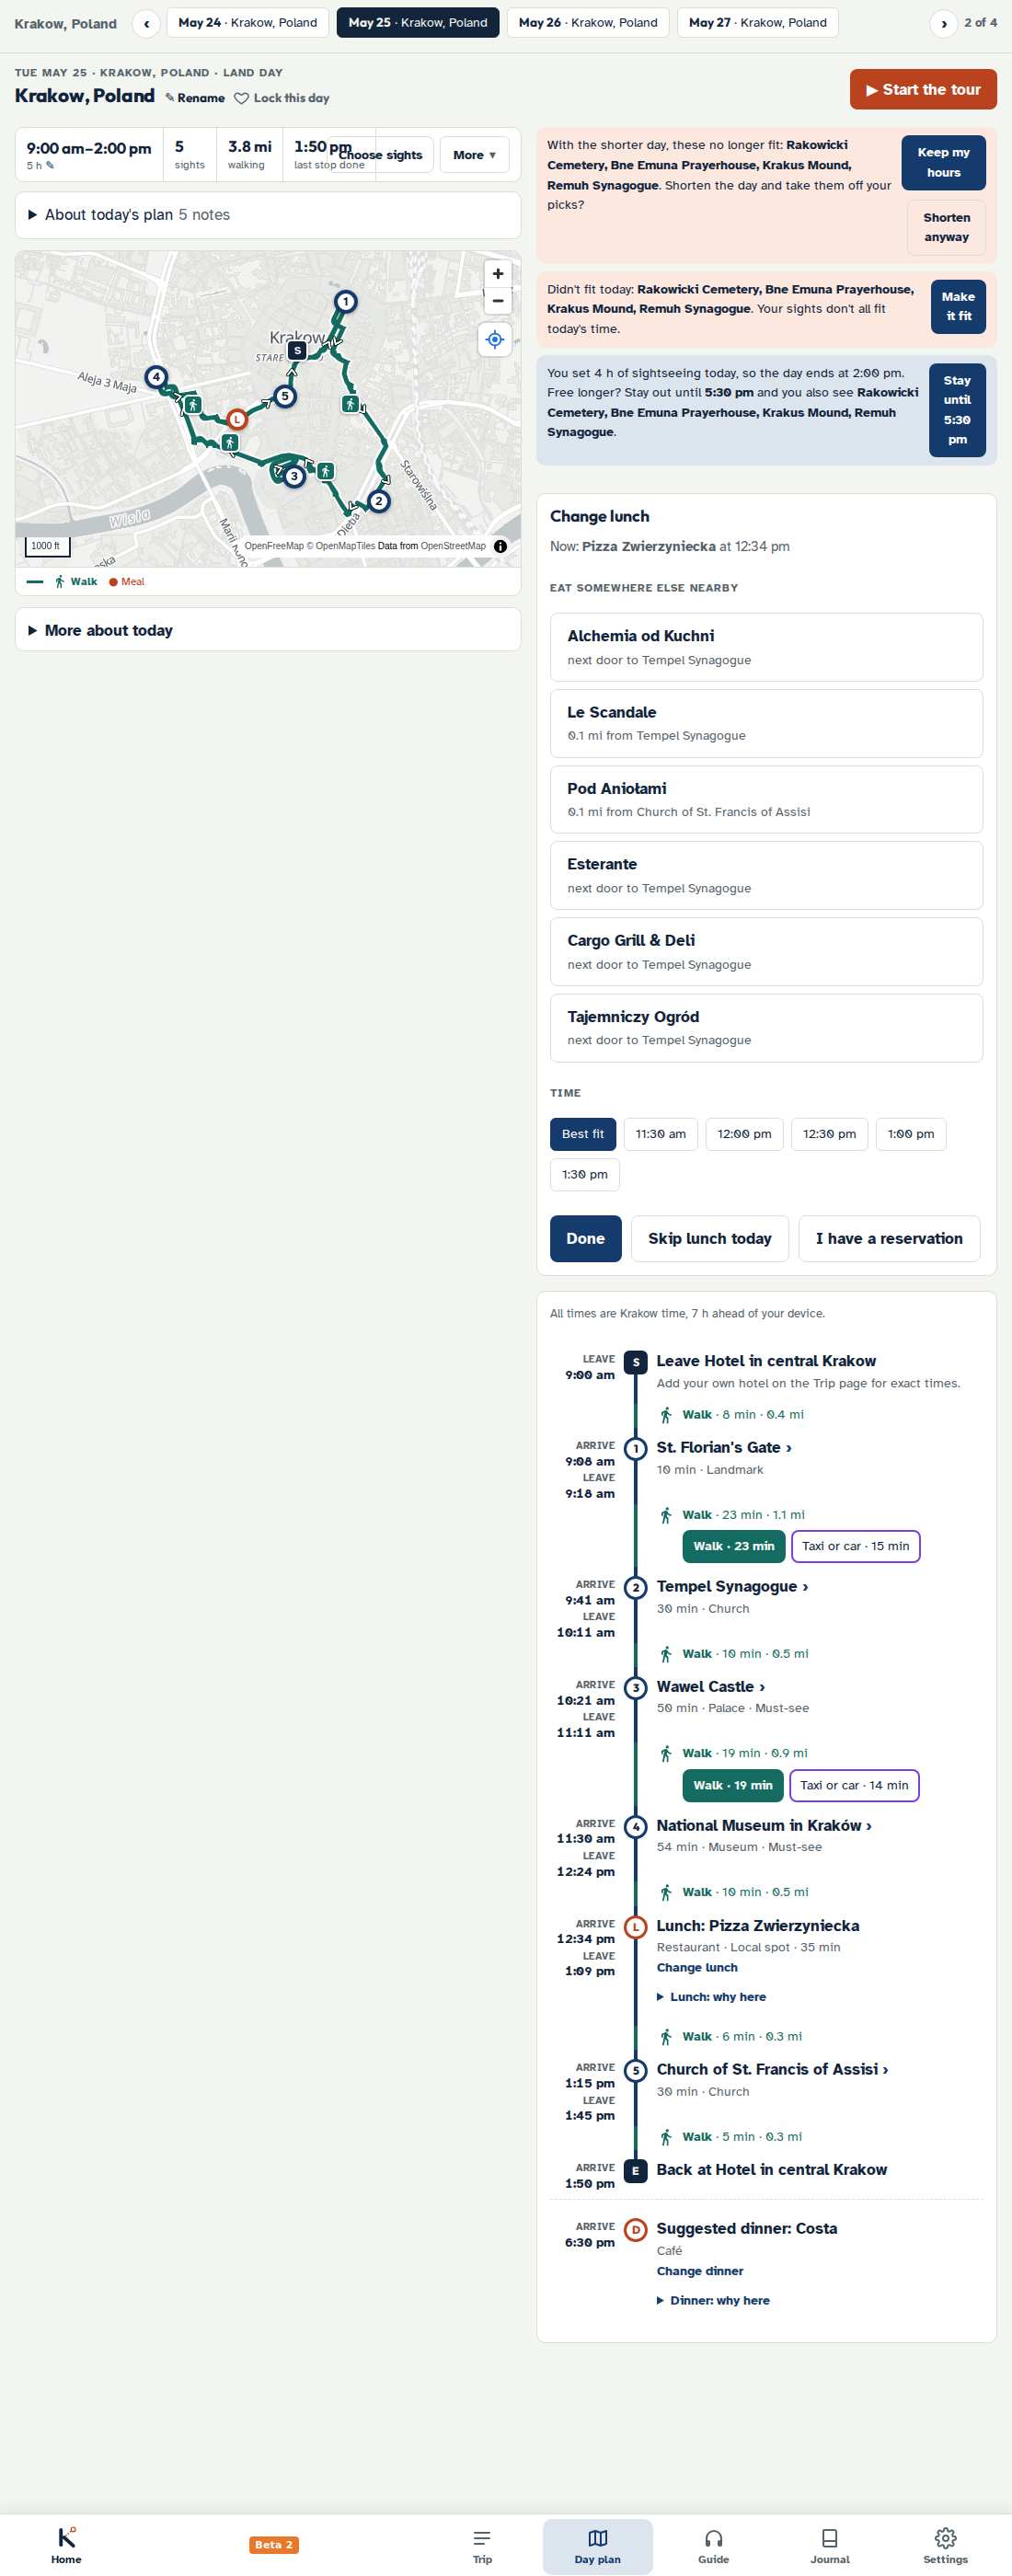 Krakow, Poland
‹
May 24 · Krakow, Poland
May 25 · Krakow, Poland
May 26 · Krakow, Poland
May 27 · Krakow, Poland
›
2 of 4
TUE MAY 25 · KRAKOW, POLAND · LAND DAY
Krakow, Poland
✎ Rename
Lock this day
▶ Start the tour
9:00 am–2:00 pm
5 h ✎
5
sights
3.8 mi
walking
1:50 pm
last stop done
Choose sights
More ▾
▶ About today's plan 5 notes
Krakow
STARE
Aleja 3 Maja
Wisła
Starowiślna
Dietla
1
S
4
5
L
3
2
+
−
1000 ft
OpenFreeMap © OpenMapTiles Data from OpenStreetMap
Walk
Meal
▶ More about today
With the shorter day, these no longer fit: Rakowicki
Cemetery, Bne Emuna Prayerhouse, Krakus Mound,
Remuh Synagogue. Shorten the day and take them off your
picks?
Keep my
hours
Shorten
anyway
Didn't fit today: Rakowicki Cemetery, Bne Emuna Prayerhouse,
Krakus Mound, Remuh Synagogue. Your sights don't all fit
today's time.
Make
it fit
You set 4 h of sightseeing today, so the day ends at 2:00 pm.
Free longer? Stay out until 5:30 pm and you also see Rakowicki
Cemetery, Bne Emuna Prayerhouse, Krakus Mound, Remuh
Synagogue.
Stay
until
5:30
pm
Change lunch
Now: Pizza Zwierzyniecka at 12:34 pm
EAT SOMEWHERE ELSE NEARBY
Alchemia od Kuchni
next door to Tempel Synagogue
Le Scandale
0.1 mi from Tempel Synagogue
Pod Aniołami
0.1 mi from Church of St. Francis of Assisi
Esterante
next door to Tempel Synagogue
Cargo Grill & Deli
next door to Tempel Synagogue
Tajemniczy Ogród
next door to Tempel Synagogue
TIME
Best fit
11:30 am
12:00 pm
12:30 pm
1:00 pm
1:30 pm
Done
Skip lunch today
I have a reservation
All times are Krakow time, 7 h ahead of your device.
LEAVE
9:00 am
S
Leave Hotel in central Krakow
Add your own hotel on the Trip page for exact times.
Walk · 8 min · 0.4 mi
ARRIVE
9:08 am
LEAVE
9:18 am
1
St. Florian's Gate ›
10 min · Landmark
Walk · 23 min · 1.1 mi
Walk · 23 min
Taxi or car · 15 min
ARRIVE
9:41 am
LEAVE
10:11 am
2
Tempel Synagogue ›
30 min · Church
Walk · 10 min · 0.5 mi
ARRIVE
10:21 am
LEAVE
11:11 am
3
Wawel Castle ›
50 min · Palace · Must-see
Walk · 19 min · 0.9 mi
Walk · 19 min
Taxi or car · 14 min
ARRIVE
11:30 am
LEAVE
12:24 pm
4
National Museum in Kraków ›
54 min · Museum · Must-see
Walk · 10 min · 0.5 mi
ARRIVE
12:34 pm
LEAVE
1:09 pm
L
Lunch: Pizza Zwierzyniecka
Restaurant · Local spot · 35 min
Change lunch
▶ Lunch: why here
Walk · 6 min · 0.3 mi
ARRIVE
1:15 pm
LEAVE
1:45 pm
5
Church of St. Francis of Assisi ›
30 min · Church
Walk · 5 min · 0.3 mi
ARRIVE
1:50 pm
E
Back at Hotel in central Krakow
ARRIVE
6:30 pm
D
Suggested dinner: Costa
Café
Change dinner
▶ Dinner: why here
Home
Beta 2
Trip
Day plan
Guide
Journal
Settings